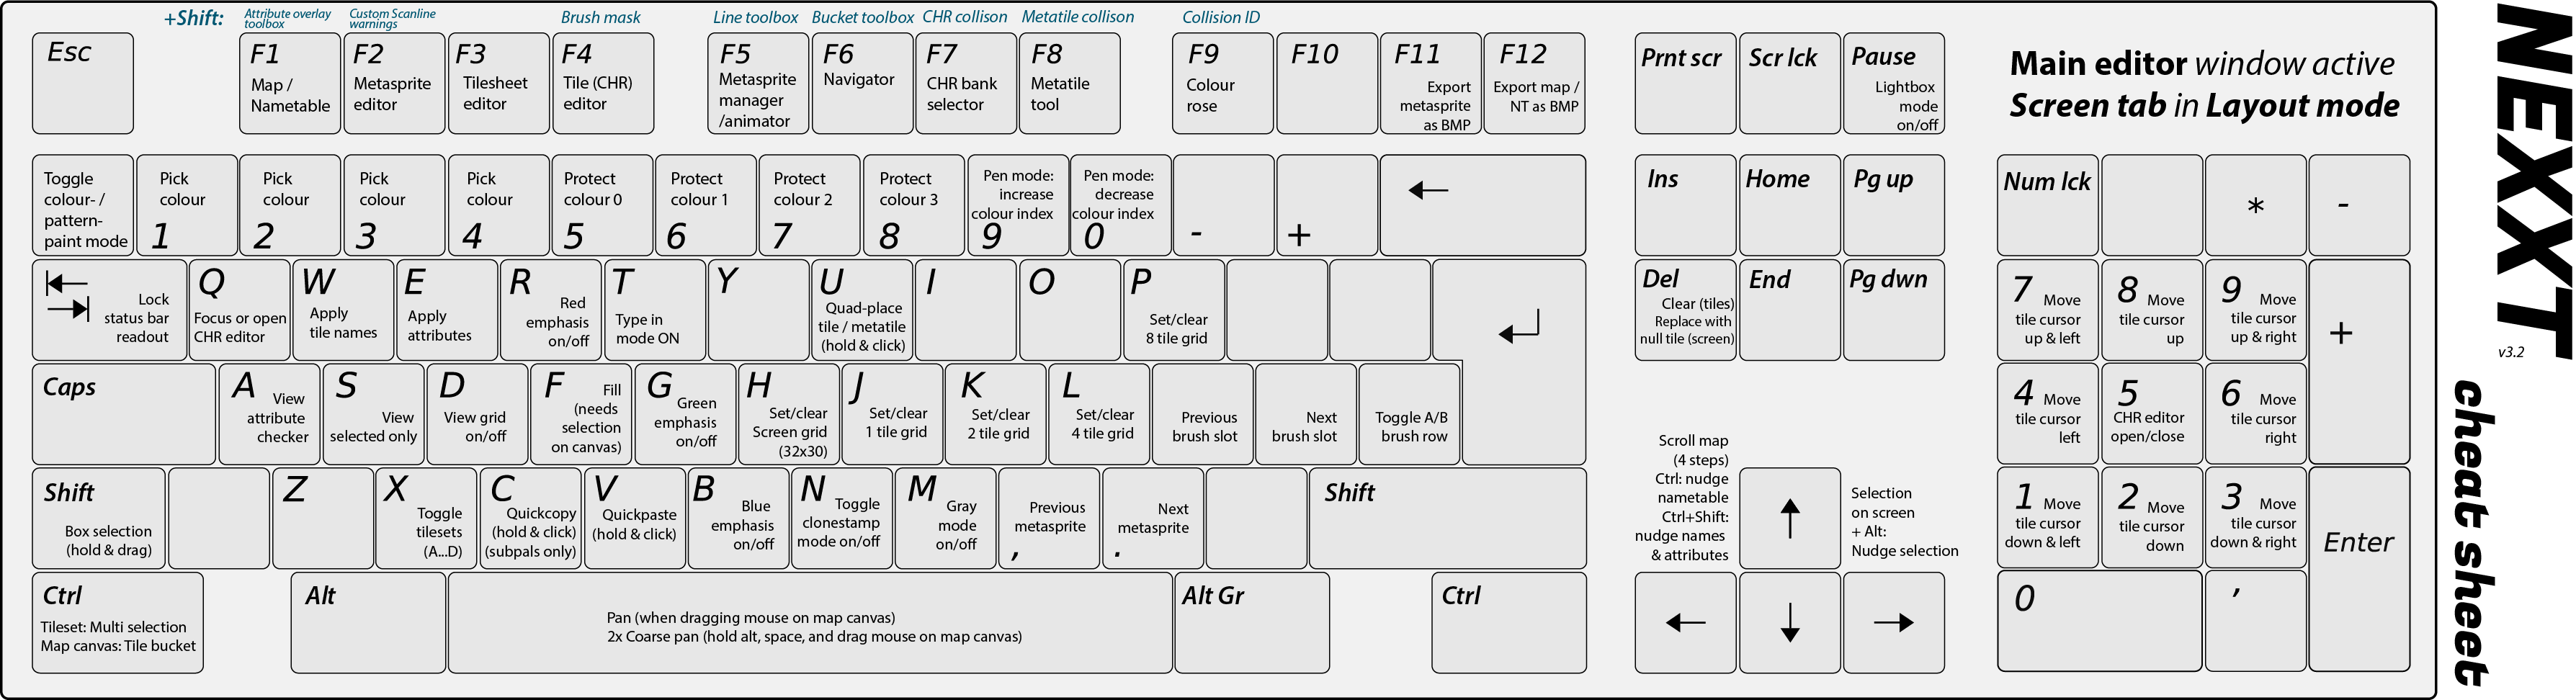 +Shift:
Attribute overlay
toolbox
Custom Scanline
warnings
Brush mask
Line toolbox
Bucket toolbox
CHR collison
Metatile collison
Collision ID
Esc
F1
Map /
Nametable
F2
Metasprite
editor
F3
Tilesheet
editor
F4
Tile (CHR)
editor
F5
Metasprite
manager
/animator
F6
Navigator
F7
CHR bank
selector
F8
Metatile
tool
F9
Colour
rose
F10
F11
Export
metasprite
as BMP
F12
Export map /
NT as BMP
Prnt scr
Scr lck
Pause
Lightbox
mode
on/off
Main editor window active
Screen tab in Layout mode
Toggle
colour- /
pattern-
paint mode
Pick
colour
1
Pick
colour
2
Pick
colour
3
Pick
colour
4
Protect
colour 0
5
Protect
colour 1
6
Protect
colour 2
7
Protect
colour 3
8
Pen mode:
increase
colour index
9
Pen mode:
decrease
colour index
0
-
+
←
Ins
Home
Pg up
Num lck
*
-
Lock
status bar
readout
Q
Focus or open
CHR editor
W
Apply
tile names
E
Apply
attributes
R
Red
emphasis
on/off
T
Type in
mode ON
Y
U
Quad-place
tile / metatile
(hold & click)
I
O
P
Set/clear
8 tile grid
Del
Clear (tiles)
Replace with
null tile (screen)
End
Pg dwn
7 Move
tile cursor
up & left
8 Move
tile cursor
up
9 Move
tile cursor
up & right
+
Caps
A
View
attribute
checker
S
View
selected only
D
View grid
on/off
F
Fill
(needs
selection
on canvas)
G
Green
emphasis
on/off
H
Set/clear
Screen grid
(32x30)
J
Set/clear
1 tile grid
K
Set/clear
2 tile grid
L
Set/clear
4 tile grid
Previous
brush slot
Next
brush slot
Toggle A/B
brush row
4 Move
tile cursor
left
5
CHR editor
open/close
6 Move
tile cursor
right
Shift
Box selection
(hold & drag)
Z
X
Toggle
tilesets
(A...D)
C
Quickcopy
(hold & click)
(subpals only)
V
Quickpaste
(hold & click)
B
Blue
emphasis
on/off
N
Toggle
clonestamp
mode on/off
M
Gray
mode
on/off
Previous
metasprite
,
Next
metasprite
.
Shift
Scroll map
(4 steps)
Ctrl: nudge
nametable
Ctrl+Shift:
nudge names
& attributes
↑
Selection
on screen
+ Alt:
Nudge selection
1 Move
tile cursor
down & left
2 Move
tile cursor
down
3 Move
tile cursor
down & right
Enter
Ctrl
Tileset: Multi selection
Map canvas: Tile bucket
Alt
Pan (when dragging mouse on map canvas)
2x Coarse pan (hold alt, space, and drag mouse on map canvas)
Alt Gr
Ctrl
←
↓
→
0
,
NEXXT
v3.2
cheat sheet